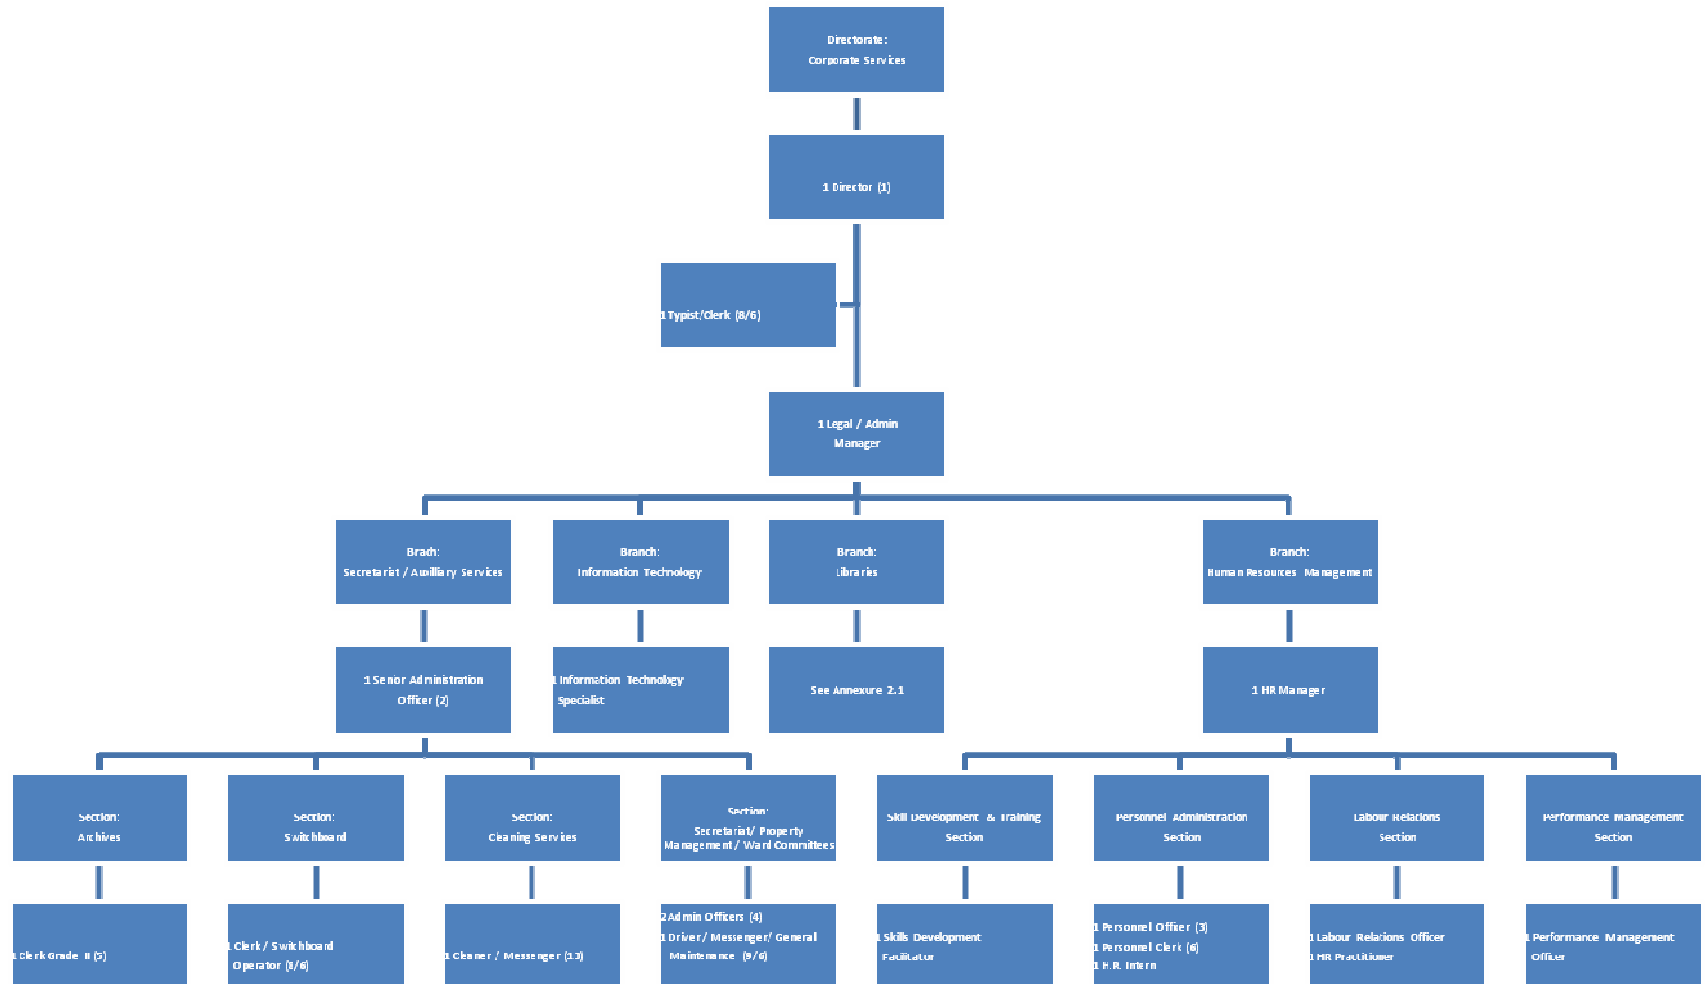 Directorate:
Corporate Services
1 Director (1)
1 Typist/Clerk (8/6)
1 Legal / Admin
Manager
Brach:
Secretariat / Auxilliary Services
Branch:
Information Technology
Branch:
Libraries
Branch:
Human Resources Management
1 Senior Administration
Officer (2)
1 Information Technology
Specialist
See Annexure 2.1
1 HR Manager
Section:
Archives
Section:
Switchboard
Section:
Cleaning Services
Section:
Secretariat/ Property
Management / Ward Committees
Skill Development & Training
Section
Personnel Administration
Section
Labour Relations
Section
Performance Management
Section
1 Clerk Grade II (5)
1 Clerk / Switchboard
Operator (8/6)
1 Cleaner / Messenger (13)
2 Admin Officers (4)
1 Driver / Messenger/ General
Maintenance (9/6)
1 Skills Development
Facilitator
1 Personnel Officer (3)
1 Personnel Clerk (6)
1 H.R. Intern
1 Labour Relations Officer
1 HR Practitioner
1 Performance Management
Officer